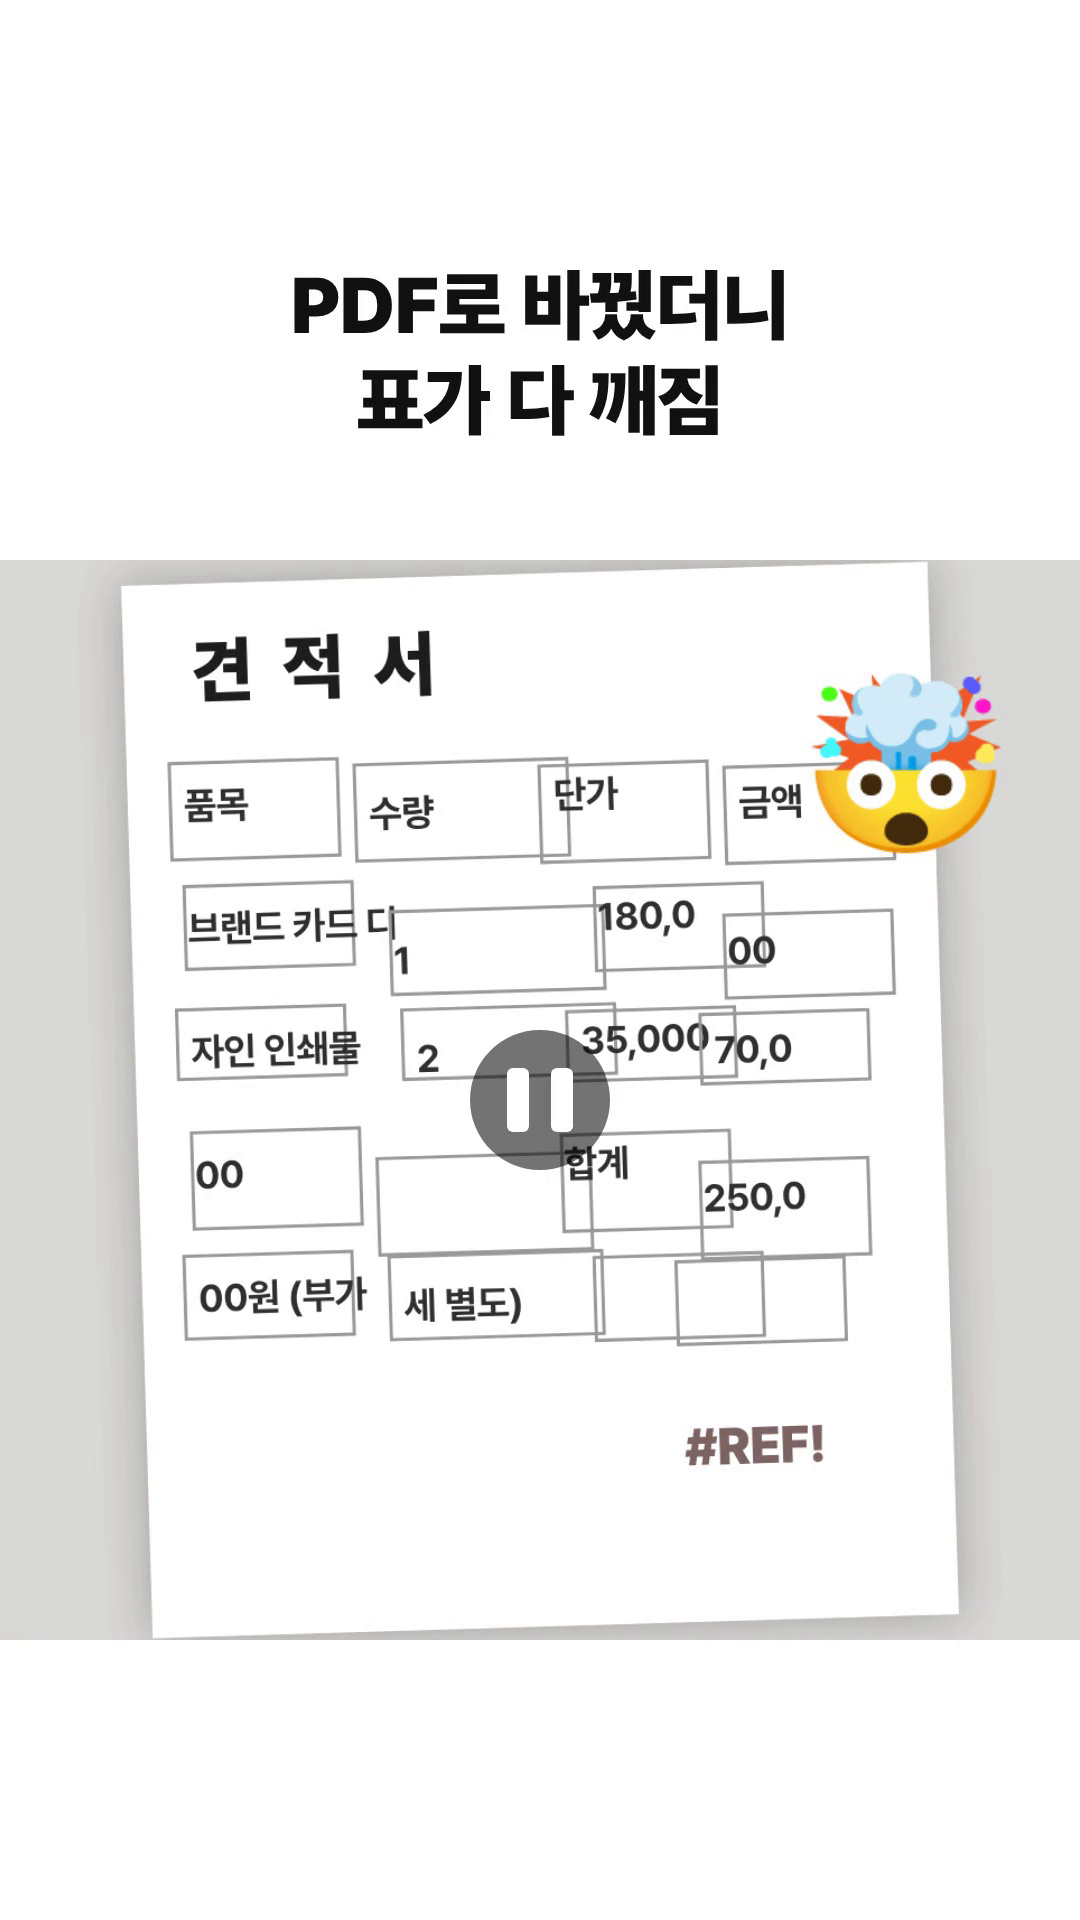 PDF로 바꿨더니
표가 다 깨짐
견 적 서
품목 수량 단가 금액
브랜드 카드 디 1 180,0 00
자인 인쇄물 2 35,000 70,0
00 합계 250,0
00원 (부가 세 별도)
#REF!